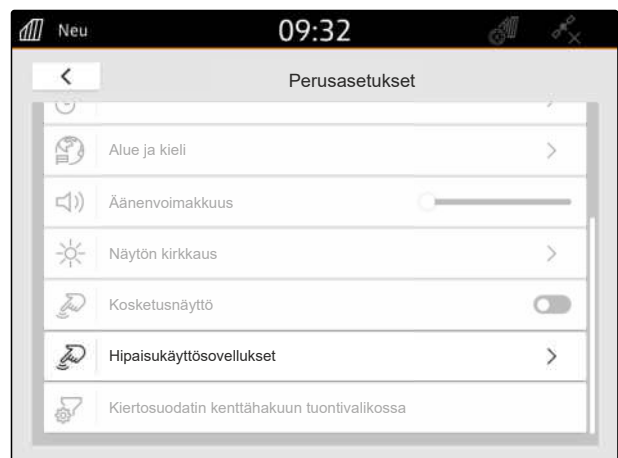 Neu
09:32
Perusasetukset
Alue ja kieli
Äänenvoimakkuus
Näytön kirkkaus
Kosketusnäyttö
Hipaisukäyttösovellukset
Kiertosuodatin kenttähakuun tuontivalikossa